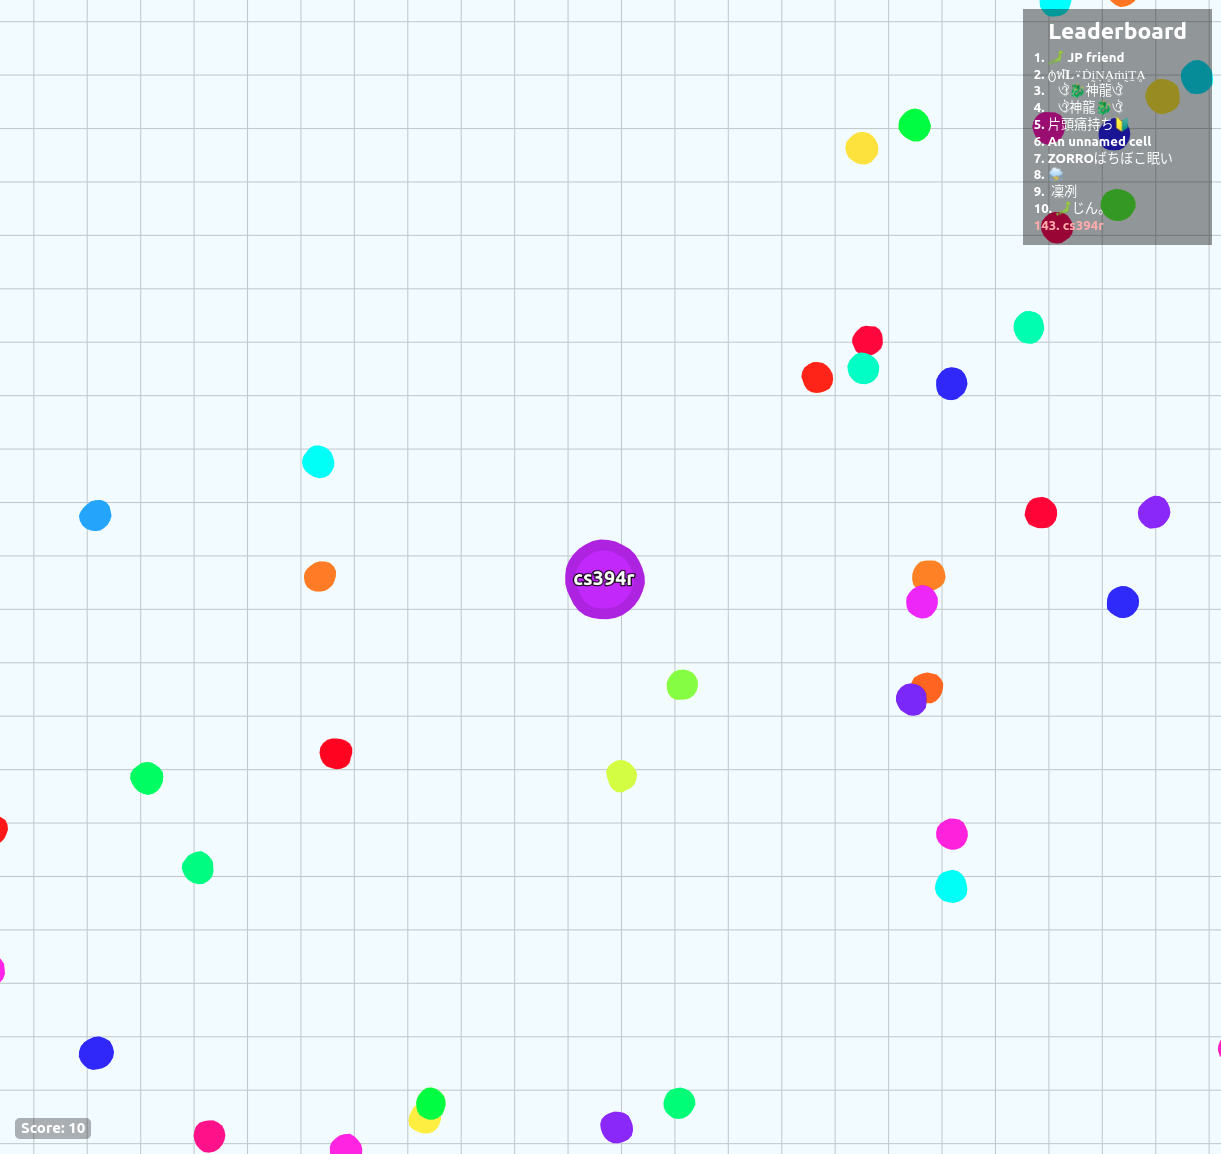 Leaderboard
1. JP friend
2.
3. 🐉神龍
4. 神龍🐉
5. 片頭痛持ち🔰
6. An unnamed cell
7. ZORROぱちぽこ眠い
8. 🌩️
9. 凜冽
10. じん。
143. cs394r
cs394r
Score: 10